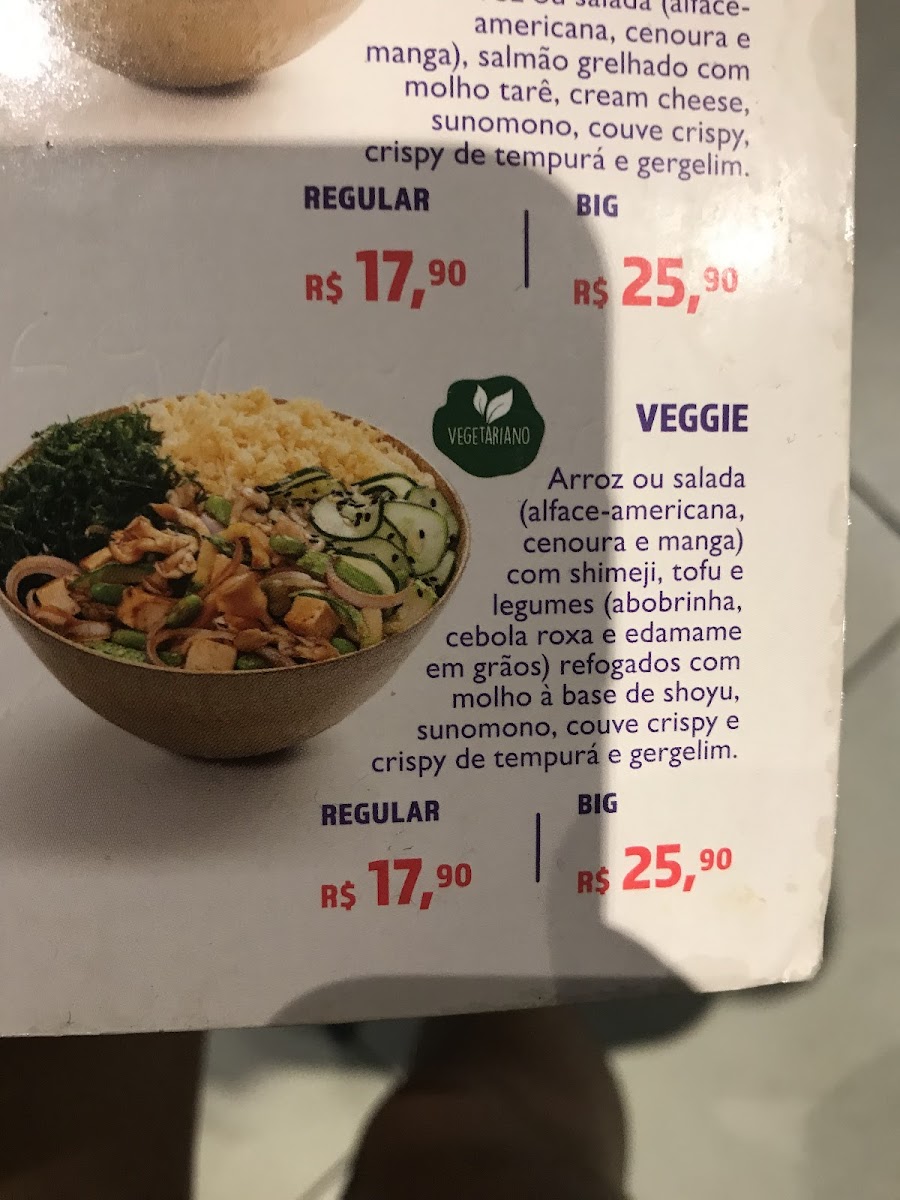 salada (alface-
americana, cenoura e
manga), salmão grelhado com
molho tarê, cream cheese,
sunomono, couve crispy,
crispy de tempurá e gergelim.
REGULAR
BIG
R$ 17,90
R$ 25,90
VEGETARIANO
VEGGIE
Arroz ou salada
(alface-americana,
cenoura e manga)
com shimeji, tofu e
legumes (abobrinha,
cebola roxa e edamame
em grãos) refogados com
molho à base de shoyu,
sunomono, couve crispy e
crispy de tempurá e gergelim.
REGULAR
BIG
R$ 17,90
R$ 25,90